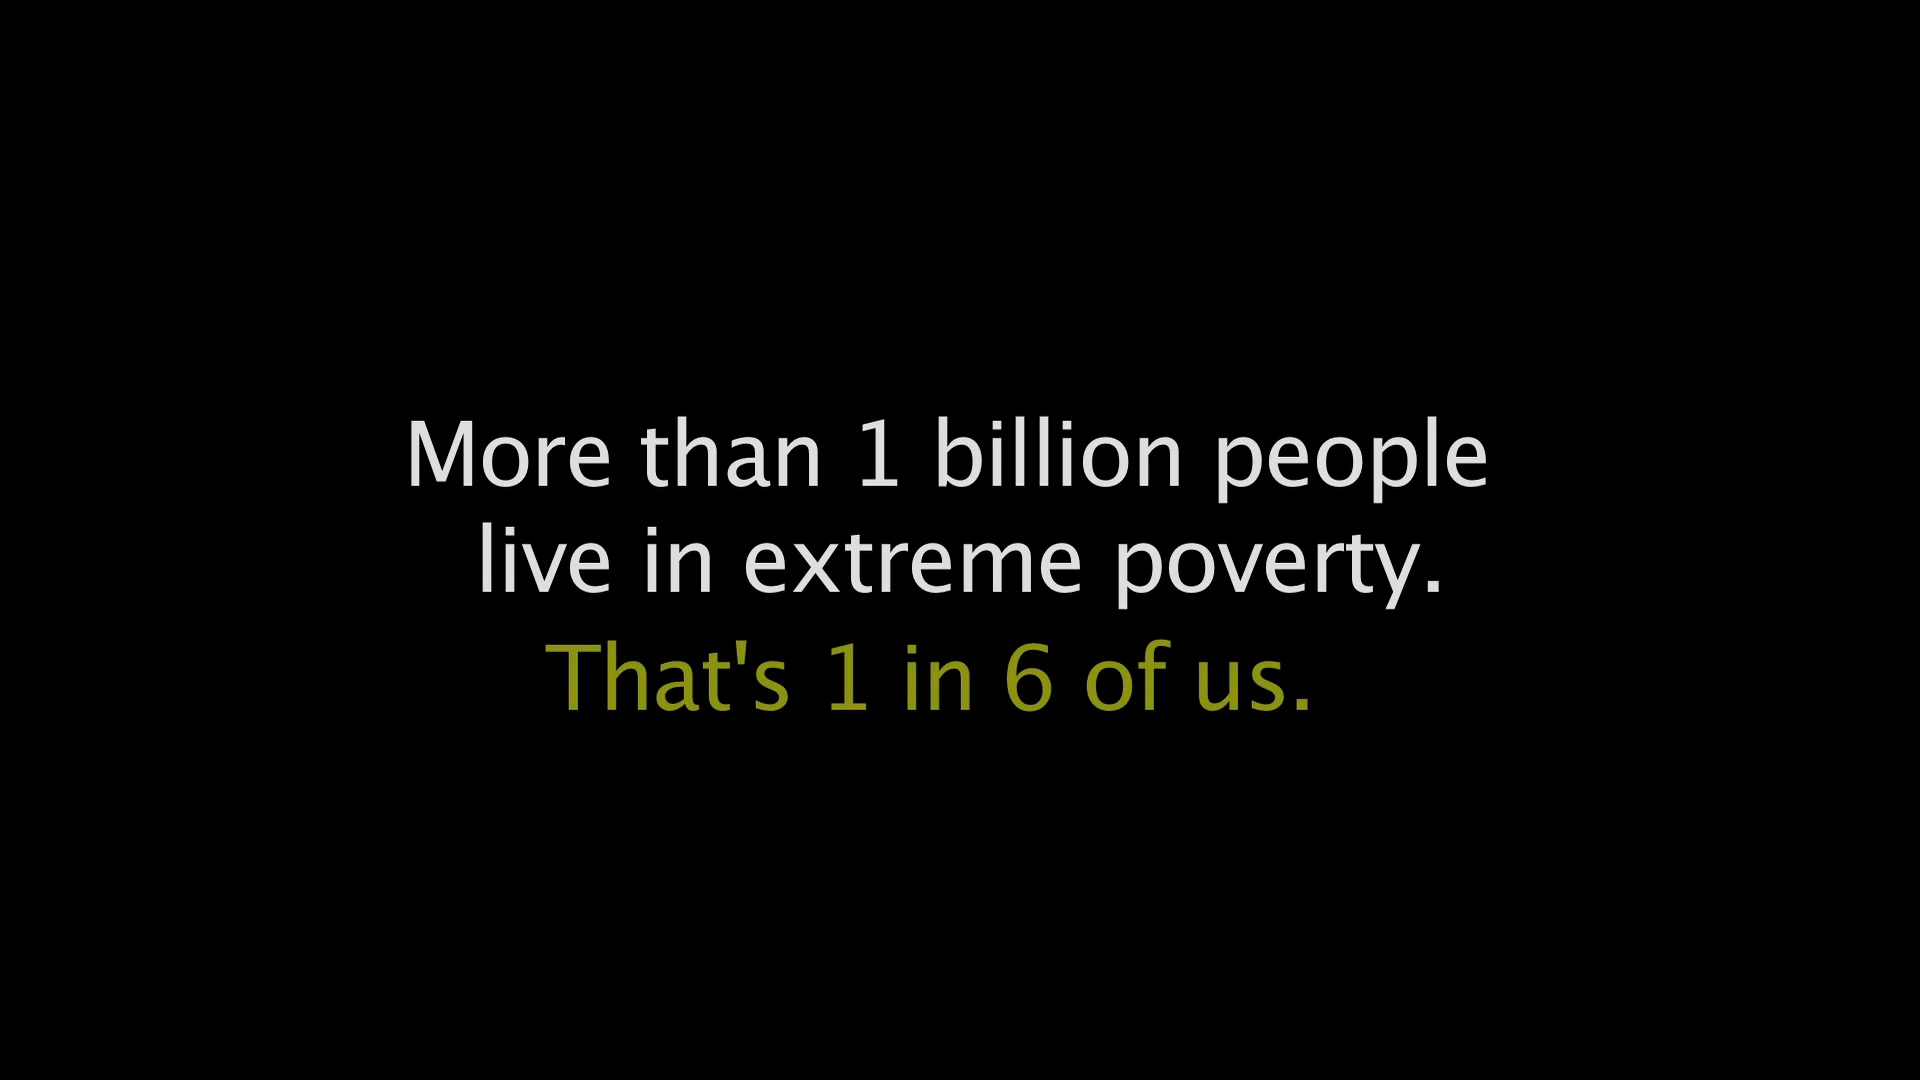 More than 1 billion people
live in extreme poverty.
That's 1 in 6 of us.